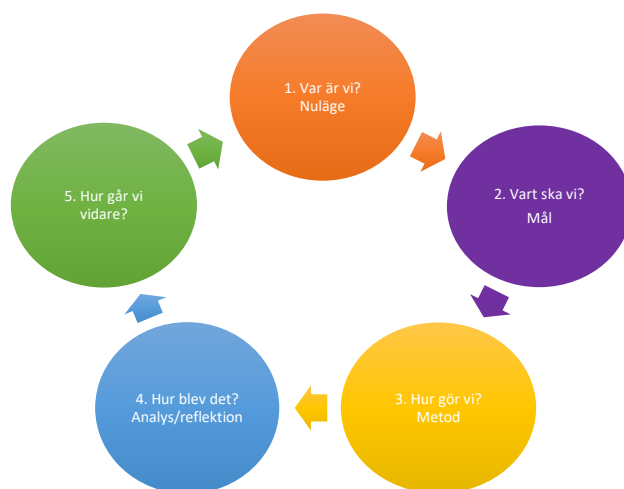 1. Var är vi?
Nuläge
2. Vart ska vi?
Mål
3. Hur gör vi?
Metod
4. Hur blev det?
Analys/reflektion
5. Hur går vi
vidare?